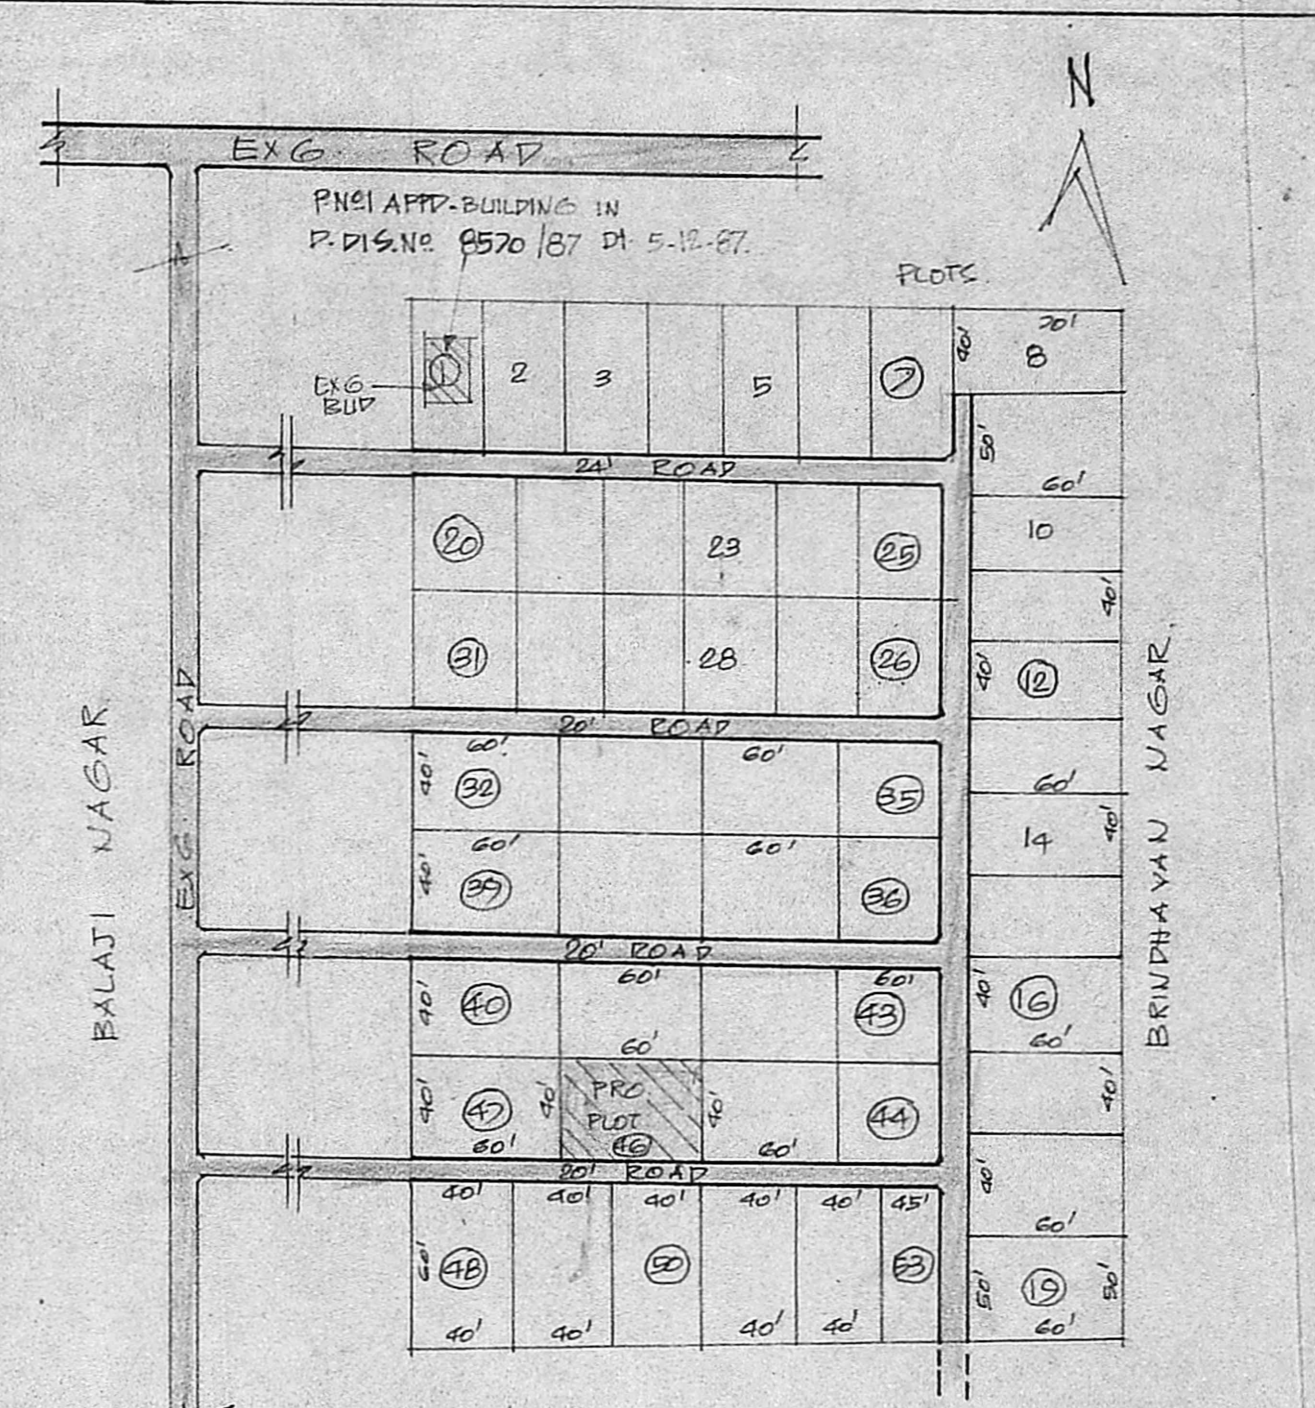 N
EXG ROAD
P.Nº1 APPD-BUILDING IN
D.DIS.Nº 8570/87 Dt. 5-12-87.
PLOTS.
1 2 3 5 7
40' 70' 8
EXG
BLD
50'
60'
24' ROAD
20 23 25
10
40'
31 28 26
40' 12
20' ROAD
60' 60'
40' 32 35
60'
14 40'
60' 60'
40' 39 36
20' ROAD
60' 60'
40' 40 43
40' 16
60'
60'
40' 47 40' PRO
PLOT
46 40' 44
60' 60'
40'
20' ROAD
40'
60'
40' 40' 40' 40' 40' 45'
60' 48 50 53
40' 40' 40' 40'
50' 19 50'
60'
EXG ROAD
BALAJI NAGAR
BRINDHAVAN NAGAR.